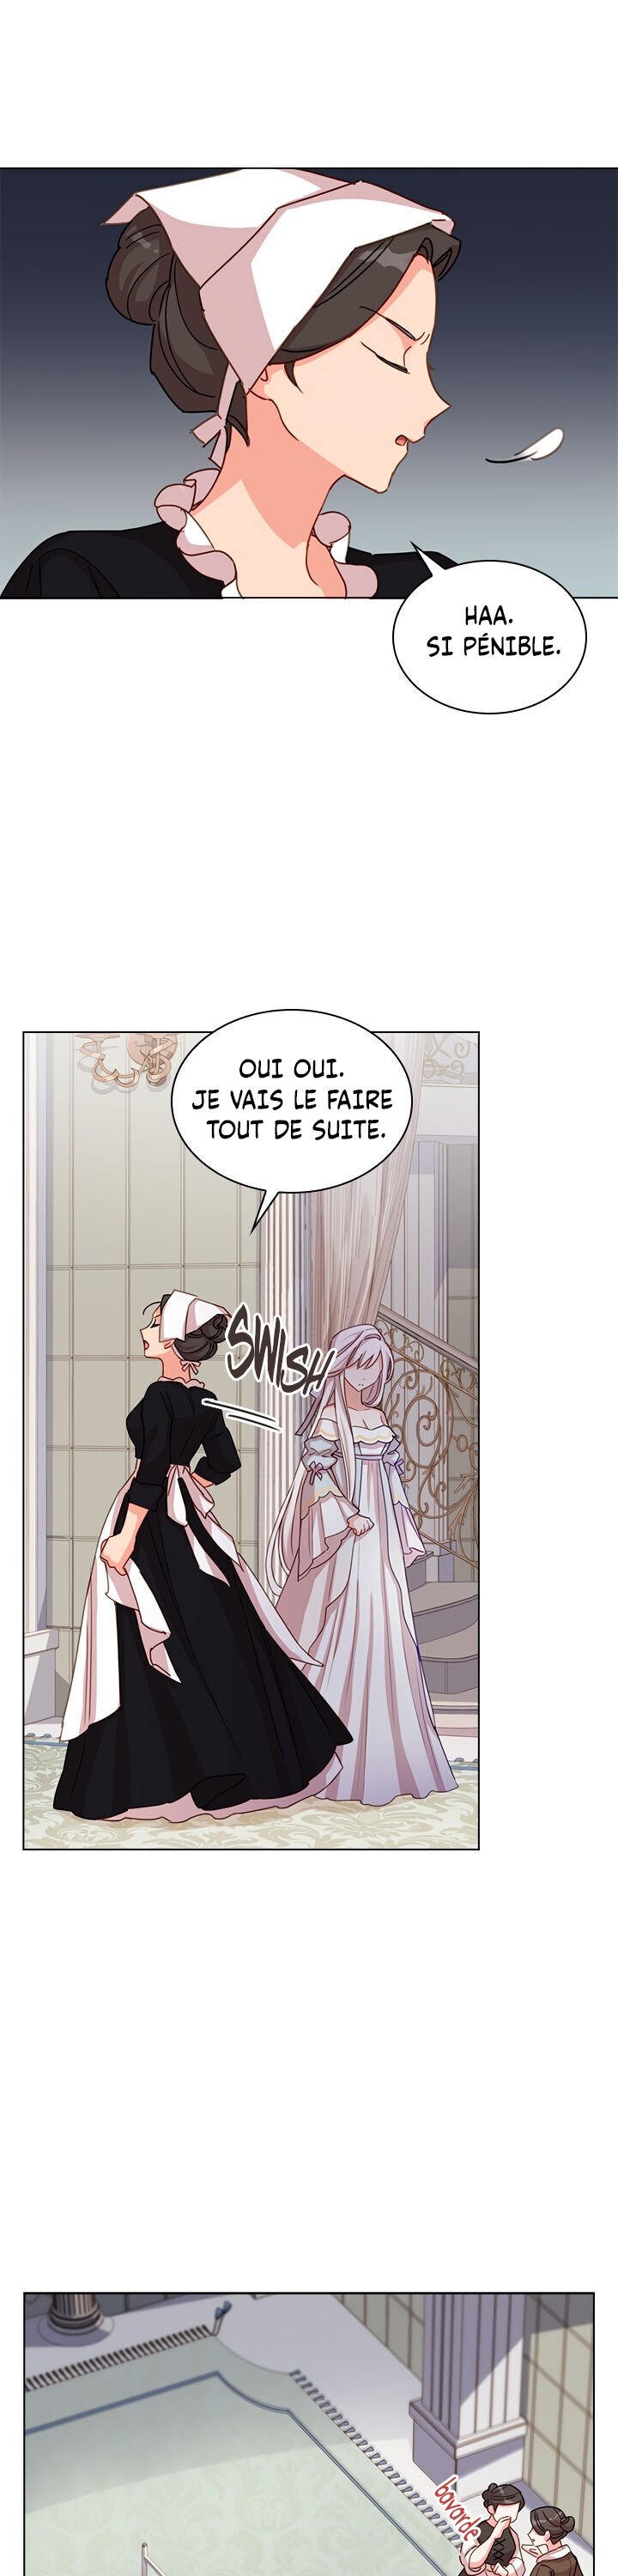 HAA.
SI PÉNIBLE.
OUI OUI.
JE VAIS LE FAIRE
TOUT DE SUITE.
SWISH
bavarde